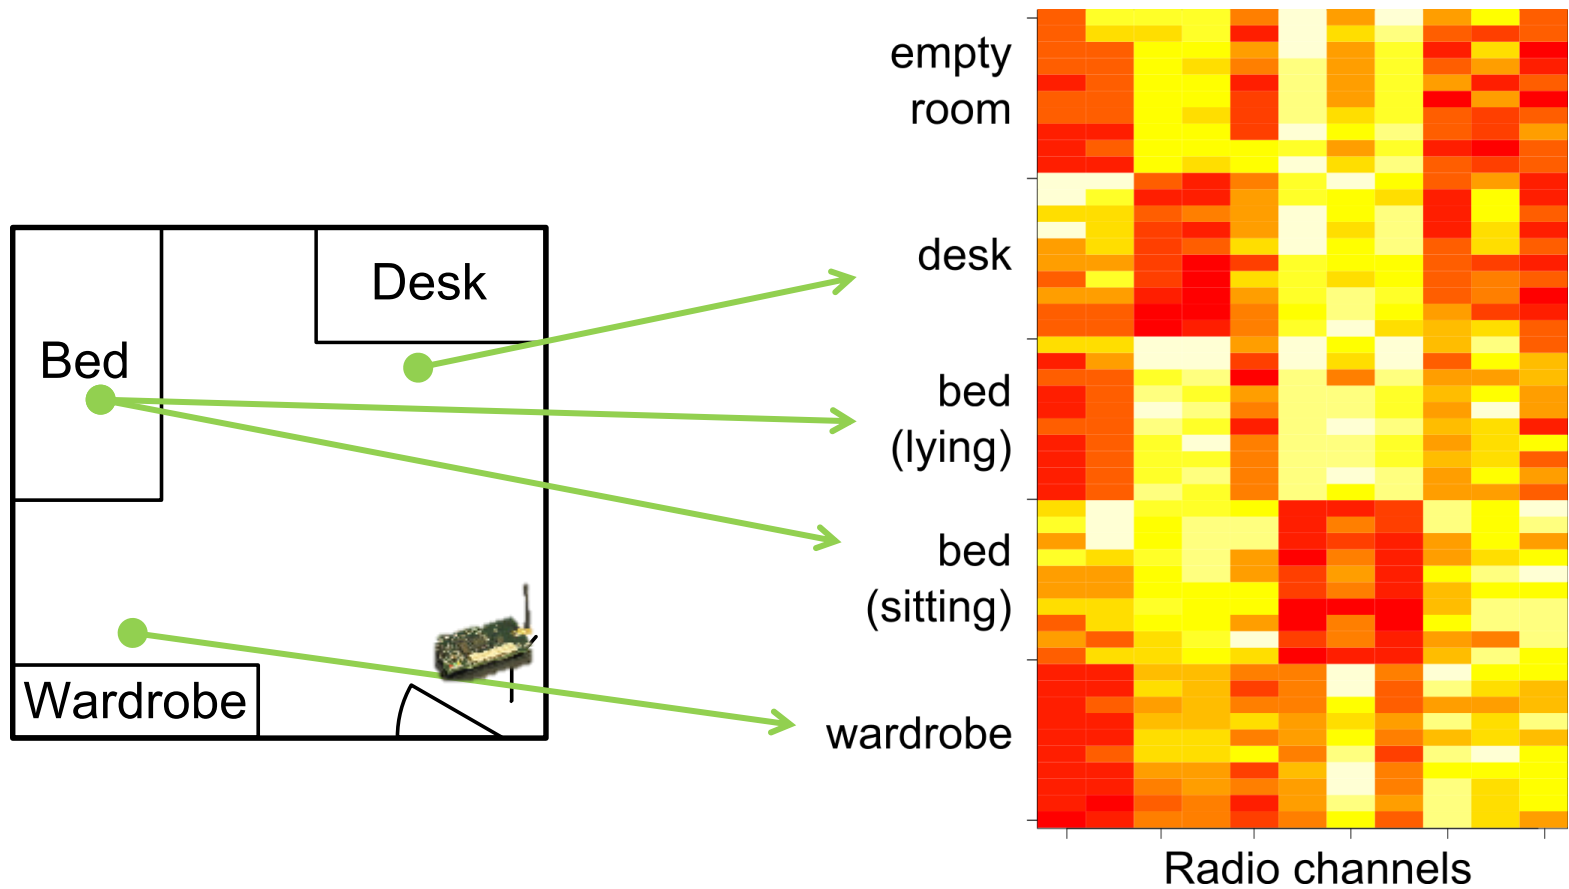 Desk
Bed
Wardrobe
empty
room
desk
bed
(lying)
bed
(sitting)
wardrobe
Radio channels